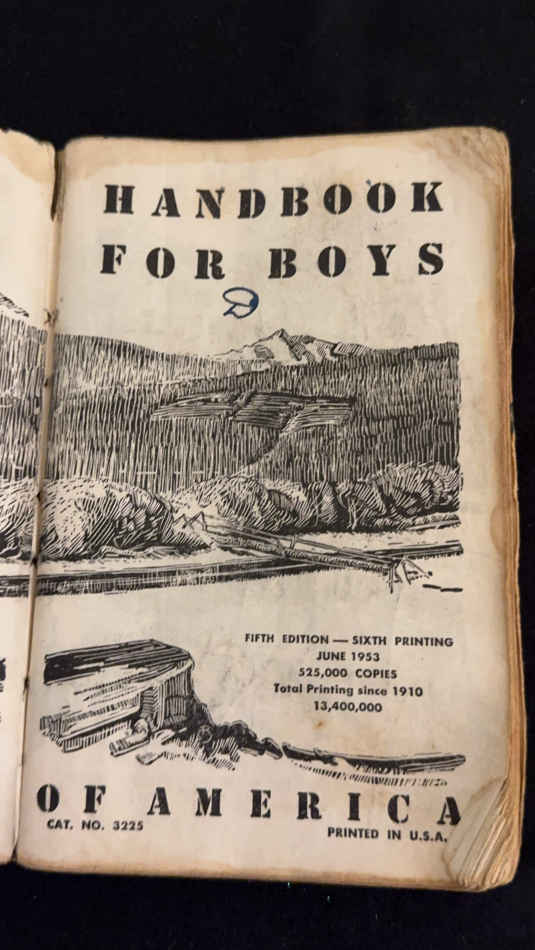 HANDBOOK
FOR BOYS
FIFTH EDITION — SIXTH PRINTING
JUNE 1953
525,000 COPIES
Total Printing since 1910
13,400,000
OF AMERICA
CAT. NO. 3225
PRINTED IN U.S.A.